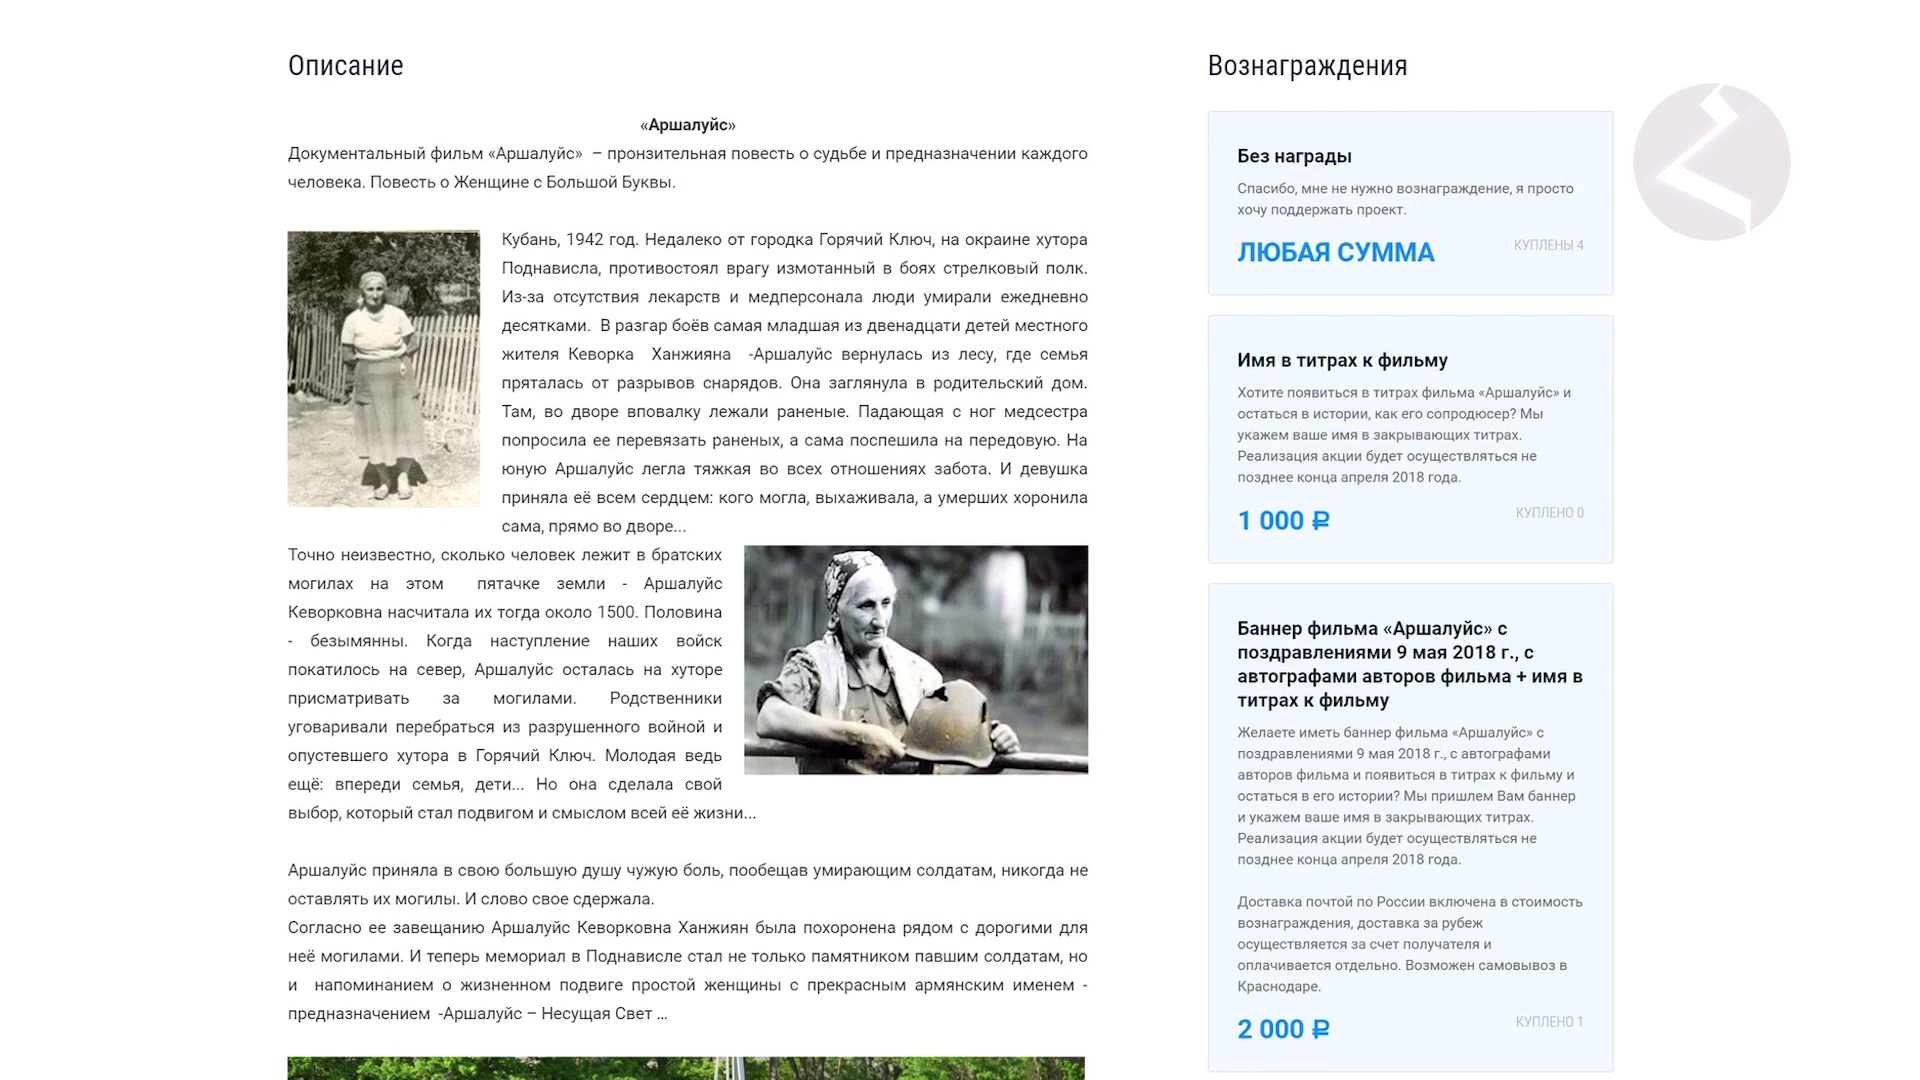 Описание
«Аршалуйс»
Документальный фильм «Аршалуйс» – пронзительная повесть о судьбе и предназначении каждого
человека. Повесть о Женщине с Большой Буквы.
Кубань, 1942 год. Недалеко от городка Горячий Ключ, на окраине хутора
Поднависла, противостоял врагу измотанный в боях стрелковый полк.
Из-за отсутствия лекарств и медперсонала люди умирали ежедневно
десятками. В разгар боёв самая младшая из двенадцати детей местного
жителя Кеворка Ханжияна -Аршалуйс вернулась из лесу, где семья
пряталась от разрывов снарядов. Она заглянула в родительский дом.
Там, во дворе вповалку лежали раненые. Падающая с ног медсестра
попросила ее перевязать раненых, а сама поспешила на передовую. На
юную Аршалуйс легла тяжкая во всех отношениях забота. И девушка
приняла её всем сердцем: кого могла, выхаживала, а умерших хоронила
сама, прямо во дворе...
Точно неизвестно, сколько человек лежит в братских
могилах на этом пятачке земли - Аршалуйс
Кеворковна насчитала их тогда около 1500. Половина
- безымянны. Когда наступление наших войск
покатилось на север, Аршалуйс осталась на хуторе
присматривать за могилами. Родственники
уговаривали перебраться из разрушенного войной и
опустевшего хутора в Горячий Ключ. Молодая ведь
ещё: впереди семья, дети... Но она сделала свой
выбор, который стал подвигом и смыслом всей её жизни...
Аршалуйс приняла в свою большую душу чужую боль, пообещав умирающим солдатам, никогда не
оставлять их могилы. И слово свое сдержала.
Согласно ее завещанию Аршалуйс Кеворковна Ханжиян была похоронена рядом с дорогими для
неё могилами. И теперь мемориал в Поднависле стал не только памятником павшим солдатам, но
и напоминанием о жизненном подвиге простой женщины с прекрасным армянским именем -
предназначением -Аршалуйс – Несущая Свет ...
Вознаграждения
Без награды
Спасибо, мне не нужно вознаграждение, я просто
хочу поддержать проект.
ЛЮБАЯ СУММА
КУПЛЕНЫ 4
Имя в титрах к фильму
Хотите появиться в титрах фильма «Аршалуйс» и
остаться в истории, как его сопродюсер? Мы
укажем ваше имя в закрывающих титрах.
Реализация акции будет осуществляться не
позднее конца апреля 2018 года.
1 000 ₽
КУПЛЕНО 0
Баннер фильма «Аршалуйс» с
поздравлениями 9 мая 2018 г., с
автографами авторов фильма + имя в
титрах к фильму
Желаете иметь баннер фильма «Аршалуйс» с
поздравлениями 9 мая 2018 г., с автографами
авторов фильма и появиться в титрах к фильму и
остаться в его истории? Мы пришлем Вам баннер
и укажем ваше имя в закрывающих титрах.
Реализация акции будет осуществляться не
позднее конца апреля 2018 года.
Доставка почтой по России включена в стоимость
вознаграждения, доставка за рубеж
осуществляется за счет получателя и
оплачивается отдельно. Возможен самовывоз в
Краснодаре.
2 000 ₽
КУПЛЕНО 1